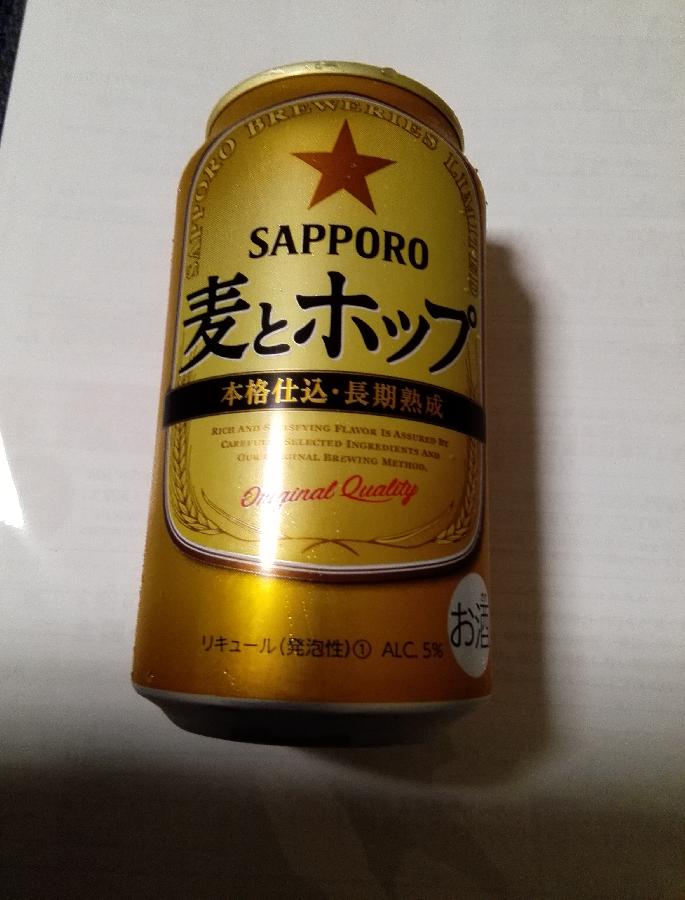 SAPPORO BREWERIES LIMITED
SAPPORO
麦とホップ
本格仕込・長期熟成
RICH AND SATISFYING FLAVOR IS ASSURED BY
CAREFULLY SELECTED INGREDIENTS AND
OUR ORIGINAL BREWING METHOD.
Original Quality
リキュール(発泡性)① ALC. 5%
お酒